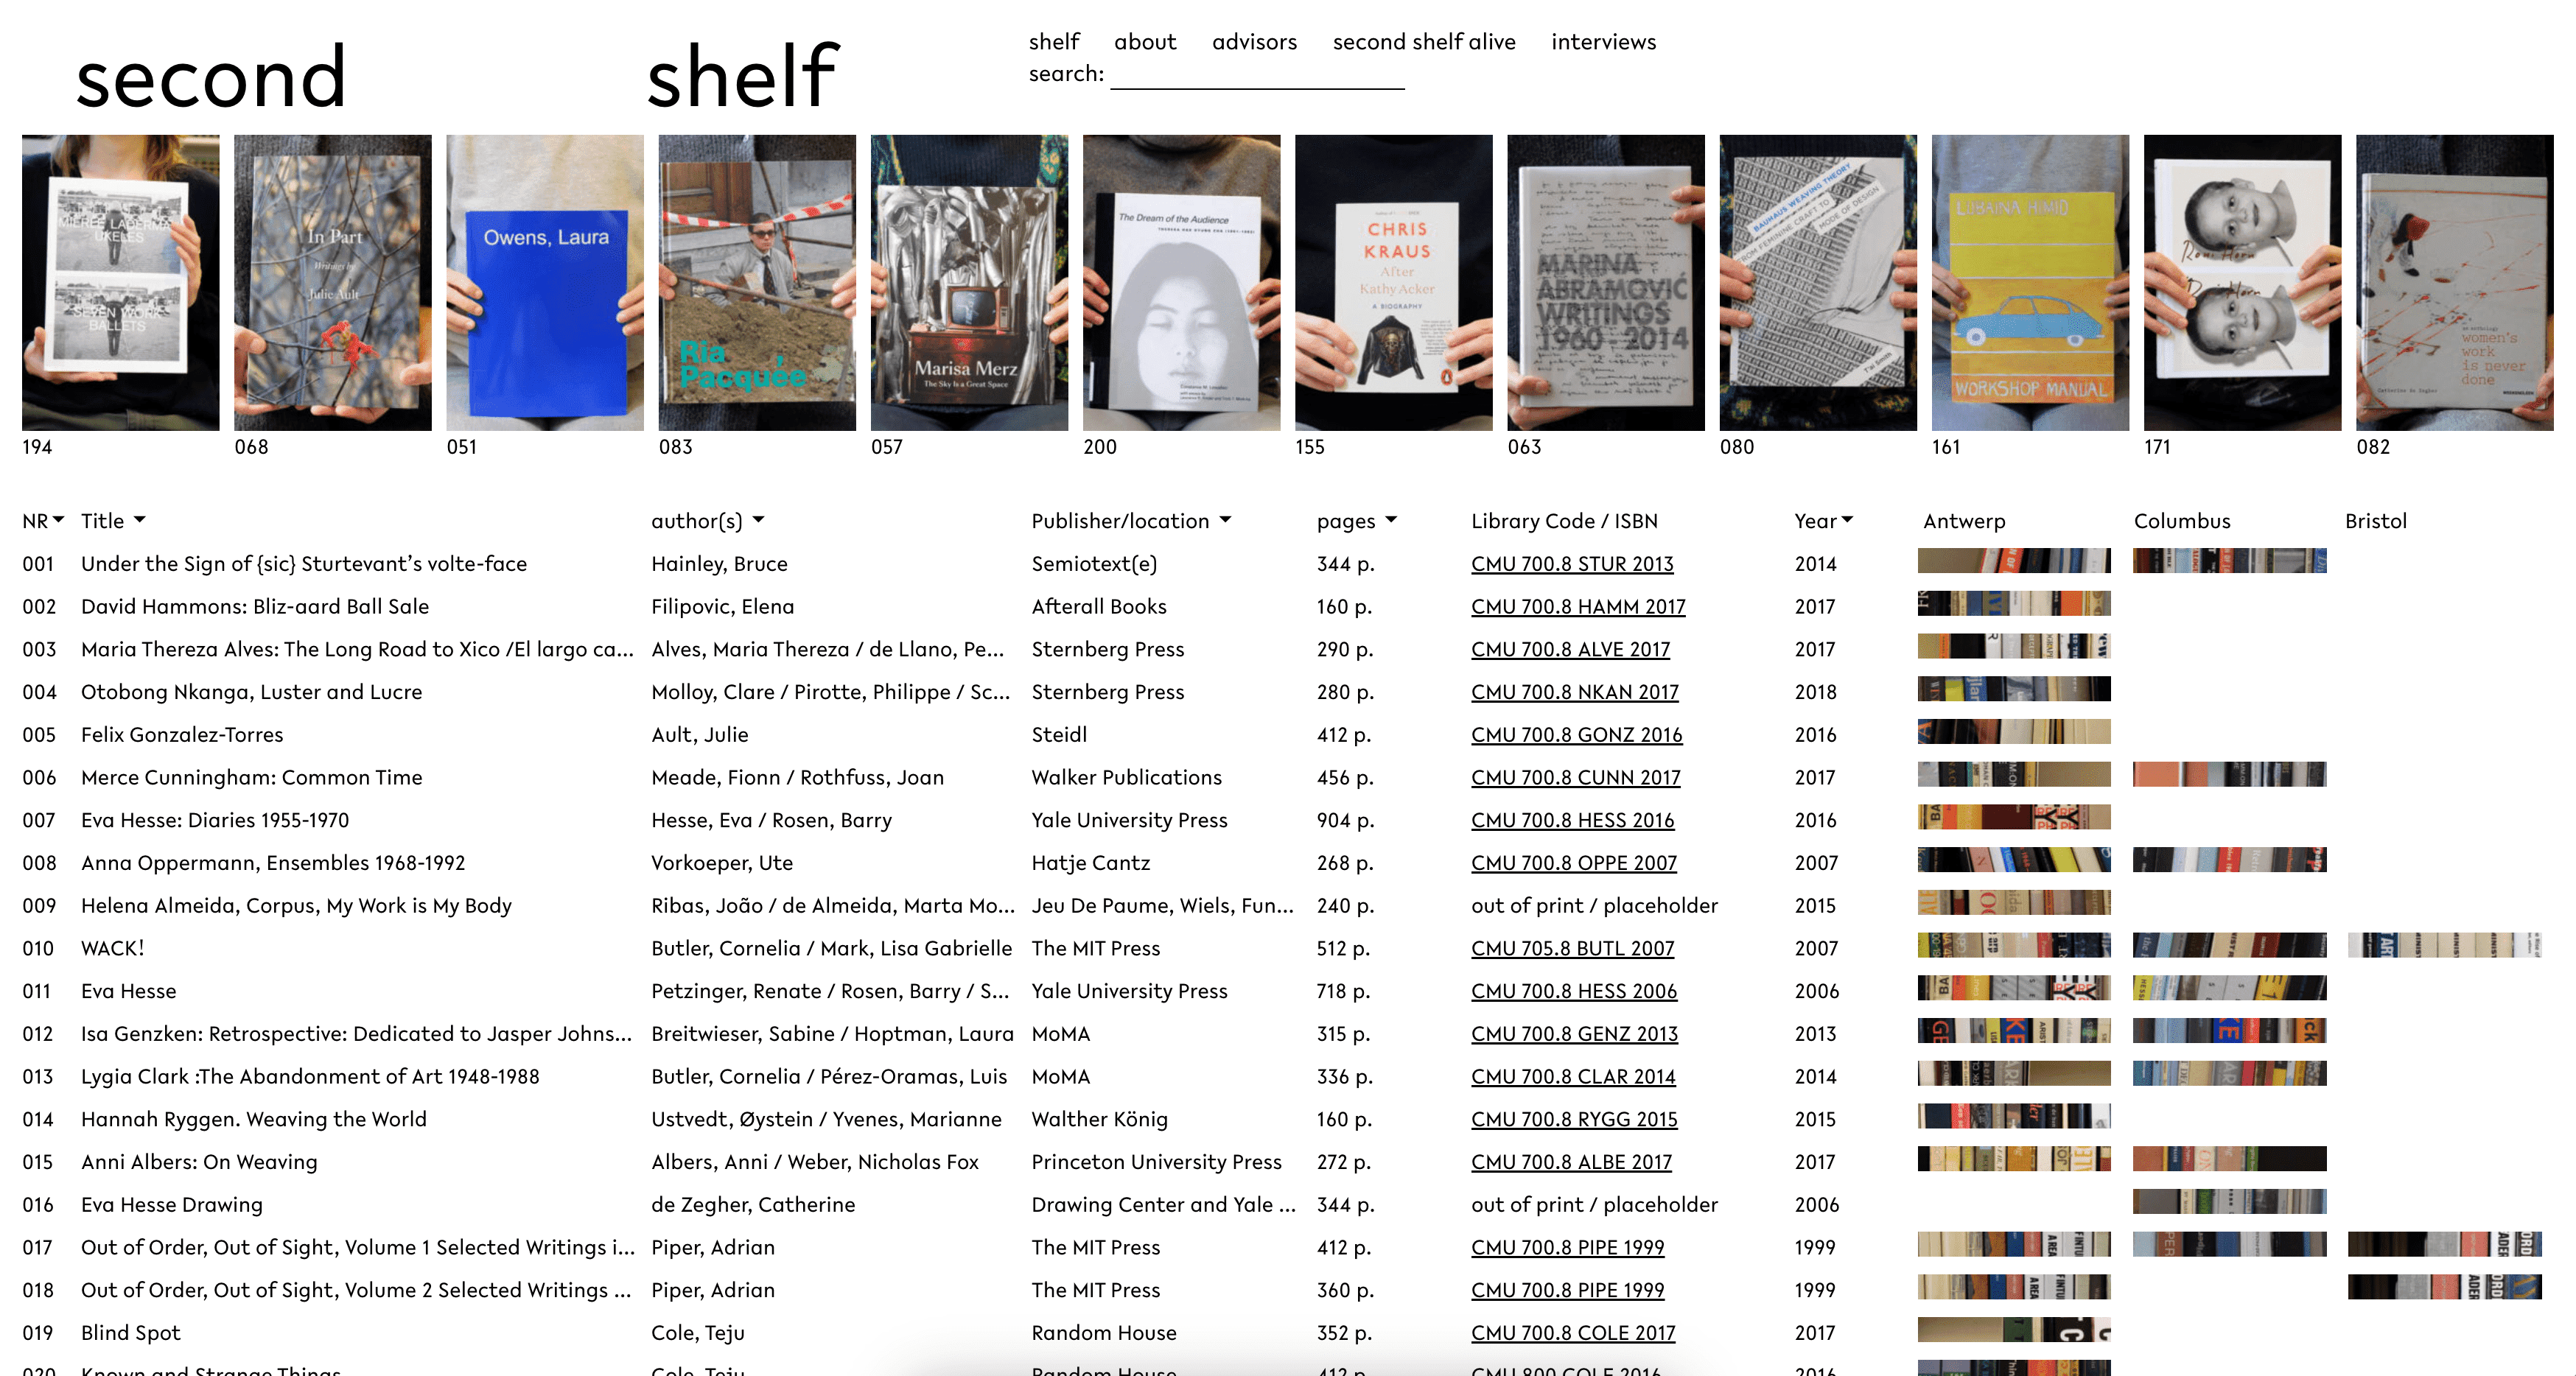 second shelf
shelf about advisors second shelf alive interviews
search:
MIERLE LADERMAN
UKELES
SEVEN WORK
BALLETS
In Part
Writings by
Julie Ault
Owens, Laura
Ria
Pacquée
Marisa Merz
The Sky Is a Great Space
The Dream of the Audience
CHRIS
KRAUS
After
Kathy Acker
A BIOGRAPHY
MARINA
ABRAMOVIĆ
WRITINGS
1960-2014
BAUHAUS WEAVING THEORY
FROM FEMININE CRAFT TO
MODE OF DESIGN
T'ai Smith
LUBAINA HIMID
WORKSHOP MANUAL
Roni Horn
Roni Horn
an anthology
women's
work
is never
done
Catherine de Zegher
194 068 051 083 057 200 155 063 080 161 171 082
NR Title author(s) Publisher/location pages Library Code / ISBN Year Antwerp Columbus Bristol
001 Under the Sign of {sic} Sturtevant’s volte-face Hainley, Bruce Semiotext(e) 344 p. CMU 700.8 STUR 2013 2014
002 David Hammons: Bliz-aard Ball Sale Filipovic, Elena Afterall Books 160 p. CMU 700.8 HAMM 2017 2017
003 Maria Thereza Alves: The Long Road to Xico /El largo ca... Alves, Maria Thereza / de Llano, Pe... Sternberg Press 290 p. CMU 700.8 ALVE 2017 2017
004 Otobong Nkanga, Luster and Lucre Molloy, Clare / Pirotte, Philippe / Sc... Sternberg Press 280 p. CMU 700.8 NKAN 2017 2018
005 Felix Gonzalez-Torres Ault, Julie Steidl 412 p. CMU 700.8 GONZ 2016 2016
006 Merce Cunningham: Common Time Meade, Fionn / Rothfuss, Joan Walker Publications 456 p. CMU 700.8 CUNN 2017 2017
007 Eva Hesse: Diaries 1955-1970 Hesse, Eva / Rosen, Barry Yale University Press 904 p. CMU 700.8 HESS 2016 2016
008 Anna Oppermann, Ensembles 1968-1992 Vorkoeper, Ute Hatje Cantz 268 p. CMU 700.8 OPPE 2007 2007
009 Helena Almeida, Corpus, My Work is My Body Ribas, João / de Almeida, Marta Mo... Jeu De Paume, Wiels, Fun... 240 p. out of print / placeholder 2015
010 WACK! Butler, Cornelia / Mark, Lisa Gabrielle The MIT Press 512 p. CMU 705.8 BUTL 2007 2007
011 Eva Hesse Petzinger, Renate / Rosen, Barry / S... Yale University Press 718 p. CMU 700.8 HESS 2006 2006
012 Isa Genzken: Retrospective: Dedicated to Jasper Johns... Breitwieser, Sabine / Hoptman, Laura MoMA 315 p. CMU 700.8 GENZ 2013 2013
013 Lygia Clark :The Abandonment of Art 1948-1988 Butler, Cornelia / Pérez-Oramas, Luis MoMA 336 p. CMU 700.8 CLAR 2014 2014
014 Hannah Ryggen. Weaving the World Ustvedt, Øystein / Yvenes, Marianne Walther König 160 p. CMU 700.8 RYGG 2015 2015
015 Anni Albers: On Weaving Albers, Anni / Weber, Nicholas Fox Princeton University Press 272 p. CMU 700.8 ALBE 2017 2017
016 Eva Hesse Drawing de Zegher, Catherine Drawing Center and Yale ... 344 p. out of print / placeholder 2006
017 Out of Order, Out of Sight, Volume 1 Selected Writings i... Piper, Adrian The MIT Press 412 p. CMU 700.8 PIPE 1999 1999
018 Out of Order, Out of Sight, Volume 2 Selected Writings ... Piper, Adrian The MIT Press 360 p. CMU 700.8 PIPE 1999 1999
019 Blind Spot Cole, Teju Random House 352 p. CMU 700.8 COLE 2017 2017
020 Known and Strange Things Cole, Teju Random House 412 p. CMU 800 COLE 2016 2016